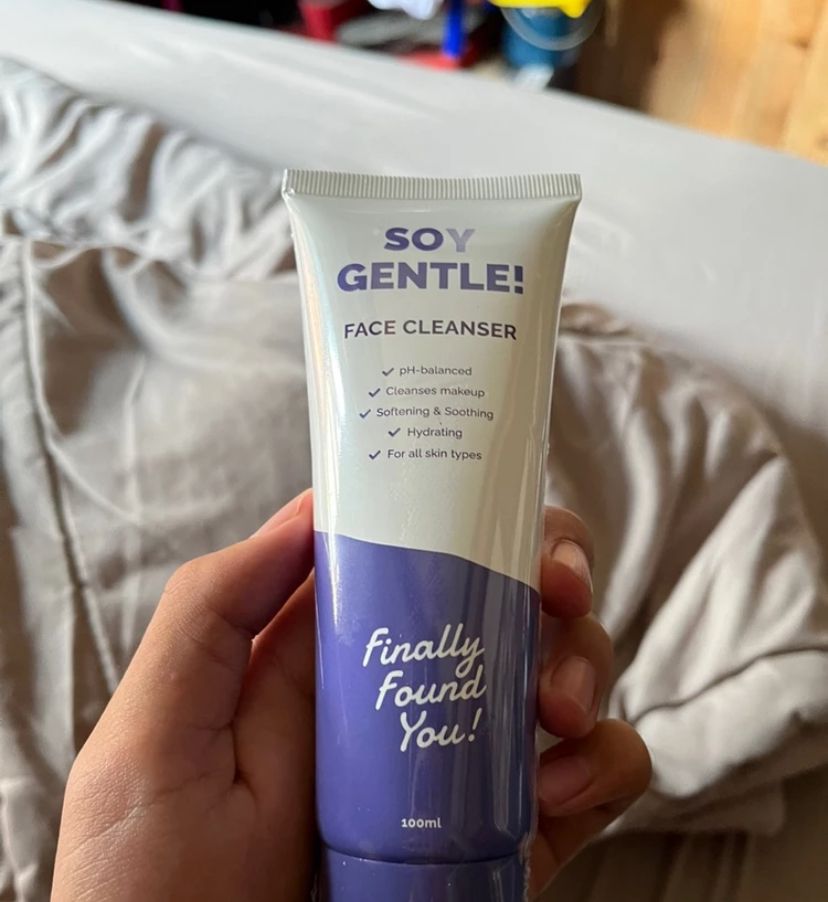 SOY
GENTLE!
FACE CLEANSER
pH-balanced
Cleanses makeup
Softening & Soothing
Hydrating
For all skin types
Finally
Found
You!
100ml